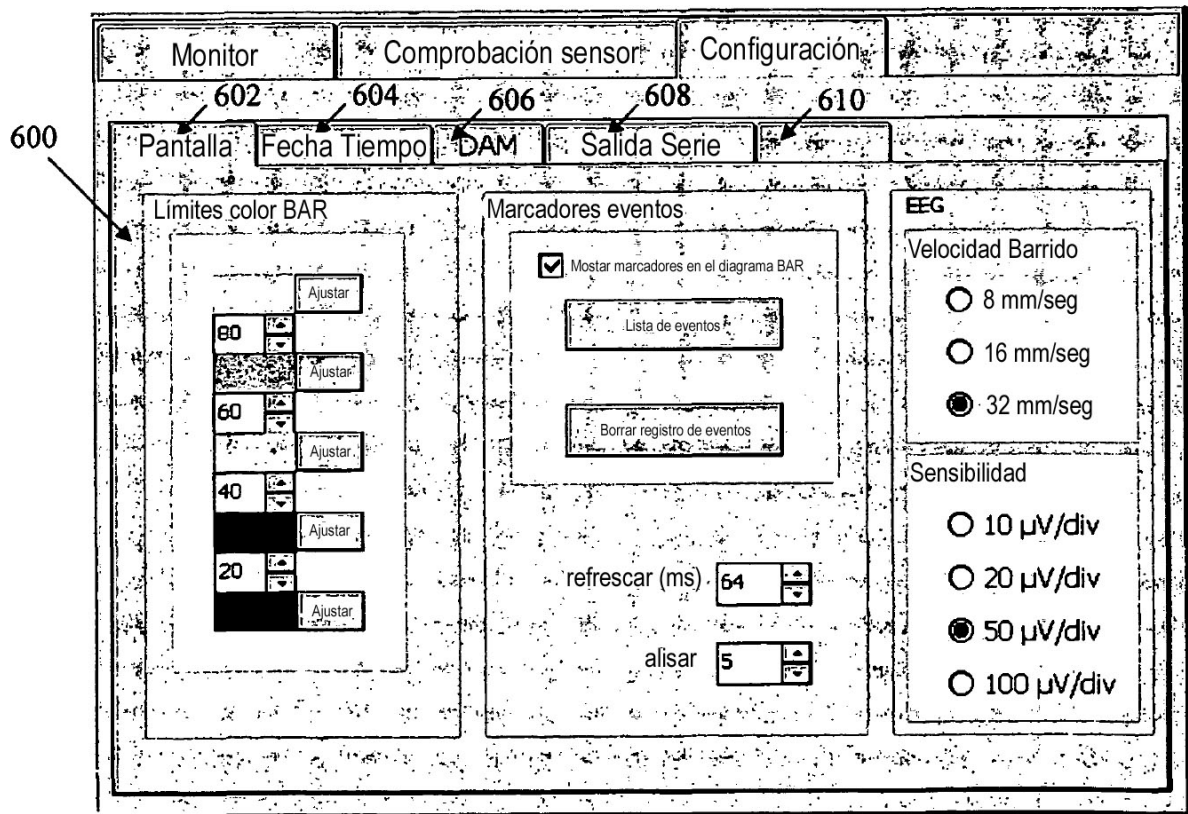 Monitor
Comprobación sensor
Configuración
602
604
606
608
610
600
Pantalla
Fecha Tiempo
DAM
Salida Serie
Límites color BAR
Ajustar
80
Ajustar
60
Ajustar
40
Ajustar
20
Ajustar
Marcadores eventos
Mostar marcadores en el diagrama BAR
Lista de eventos
Borrar registro de eventos
refrescar (ms)
64
alisar
5
EEG
Velocidad Barrido
8 mm/seg
16 mm/seg
32 mm/seg
Sensibilidad
10 µV/div
20 µV/div
50 µV/div
100 µV/div